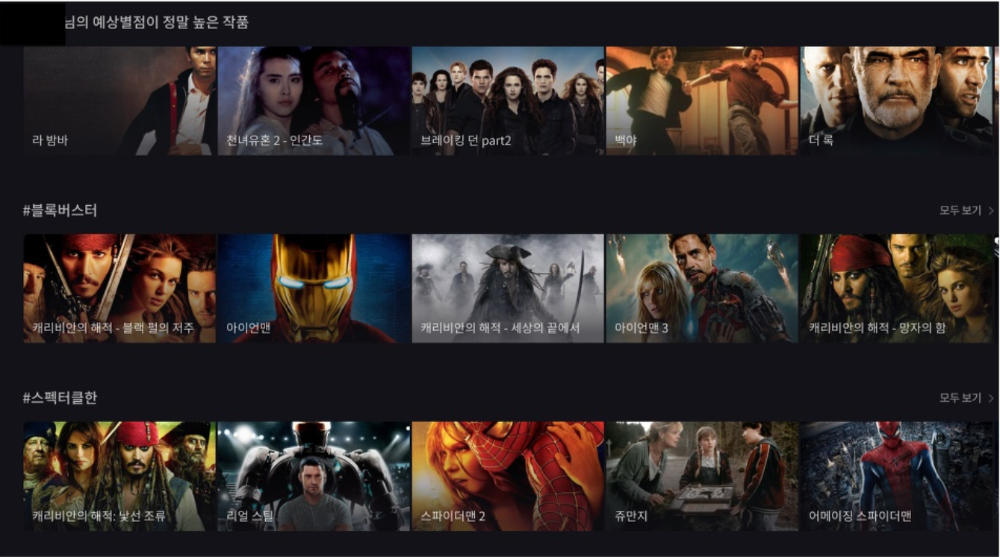 님의 예상별점이 정말 높은 작품
라 밤바
천녀유혼 2 - 인간도
브레이킹 던 part2
백야
더 록
#블록버스터
모두 보기
캐리비안의 해적 - 블랙 펄의 저주
아이언맨
캐리비안의 해적 - 세상의 끝에서
아이언맨 3
캐리비안의 해적 - 망자의 함
#스펙터클한
모두 보기
캐리비안의 해적: 낯선 조류
리얼 스틸
스파이더맨 2
쥬만지
어메이징 스파이더맨